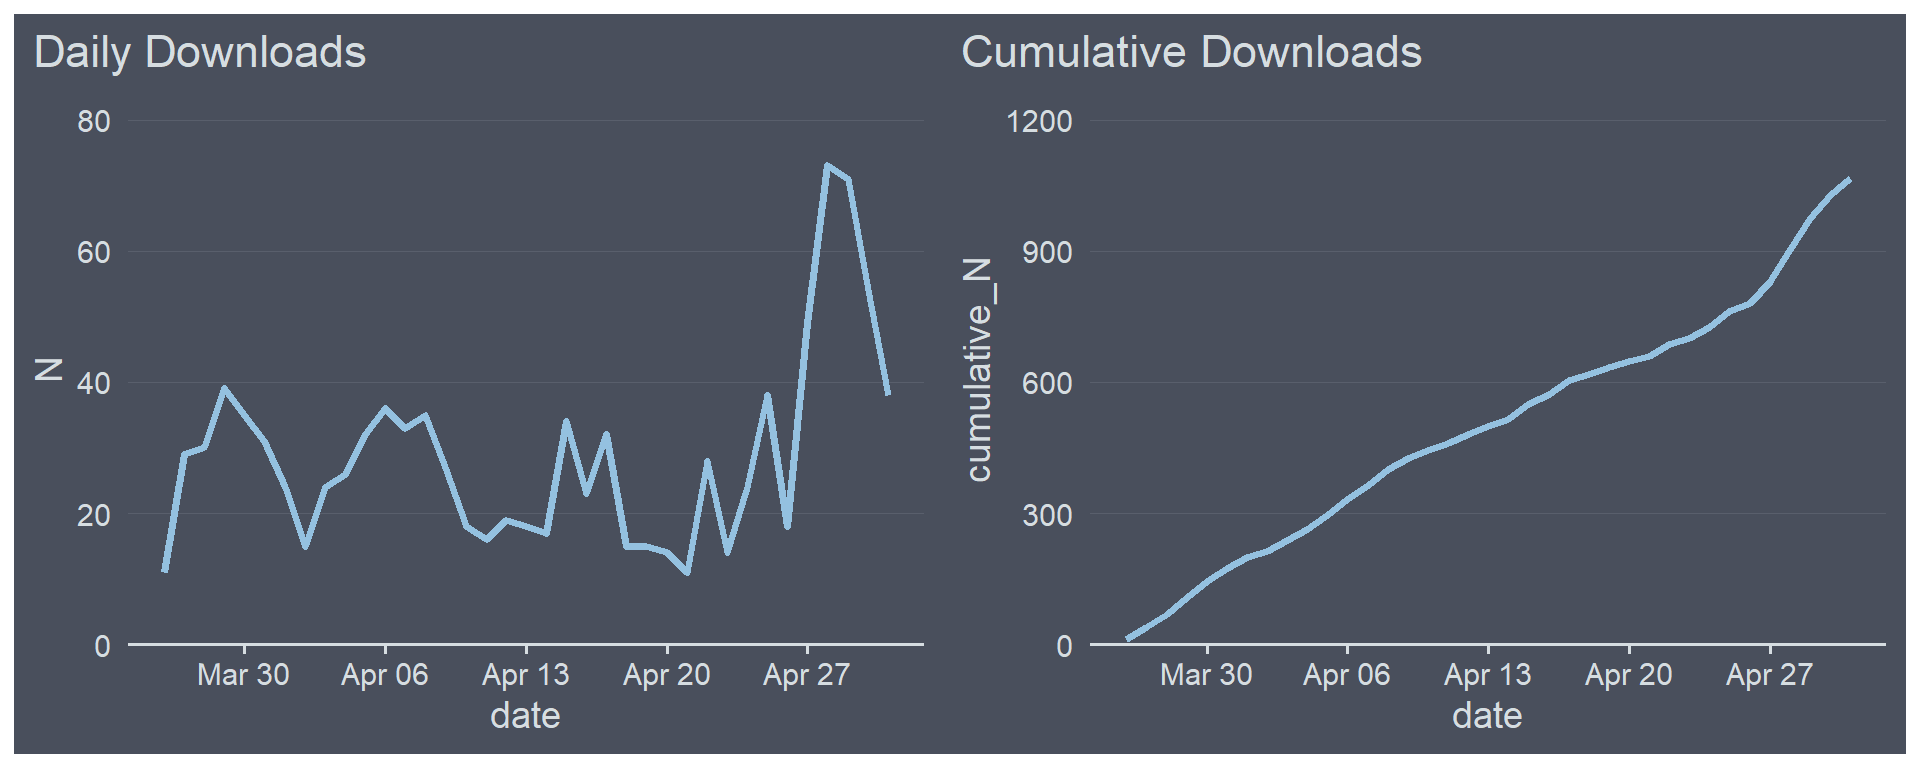 Daily Downloads
80
60
40
20
0
N
Mar 30 Apr 06 Apr 13 Apr 20 Apr 27
date
Cumulative Downloads
1200
900
600
300
0
cumulative_N
Mar 30 Apr 06 Apr 13 Apr 20 Apr 27
date